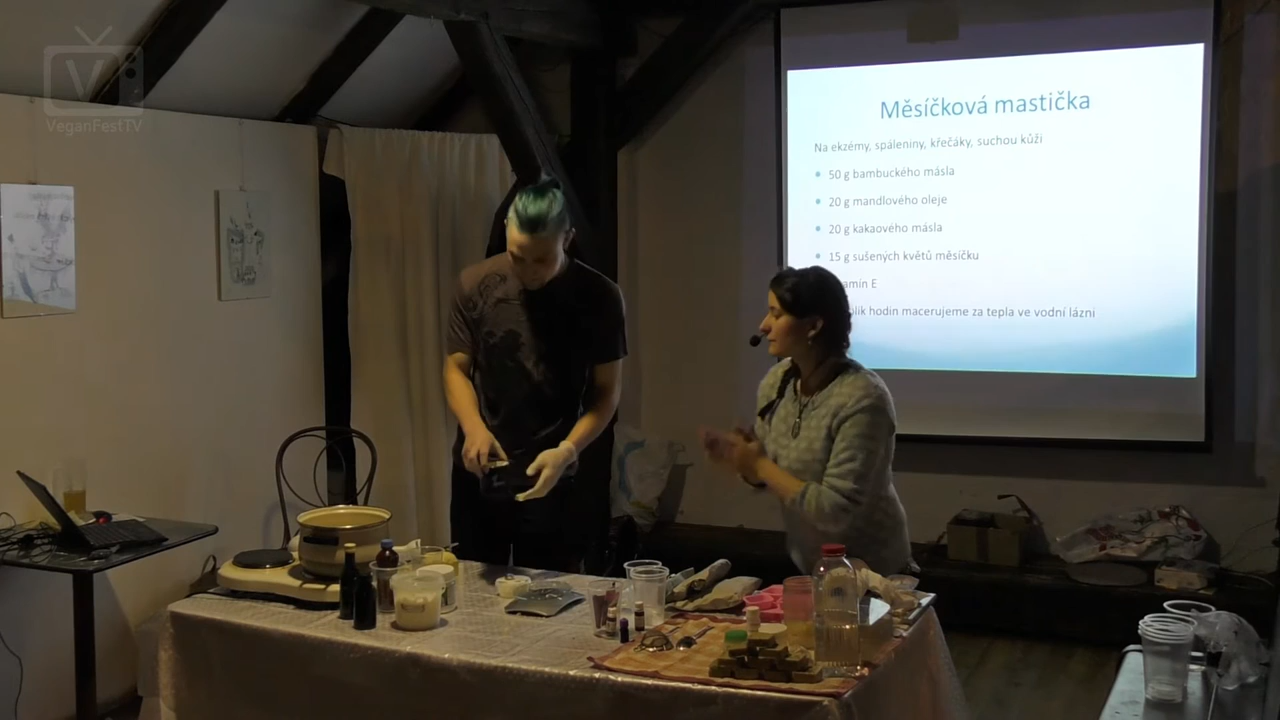 V
VeganFestTV
Měsíčková mastička
Na ekzémy, spáleniny, křečáky, suchou kůži
50 g bambuckého másla
20 g mandlového oleje
20 g kakaového másla
15 g sušených květů měsíčku
amín E
lik hodin macerujeme za tepla ve vodní lázni